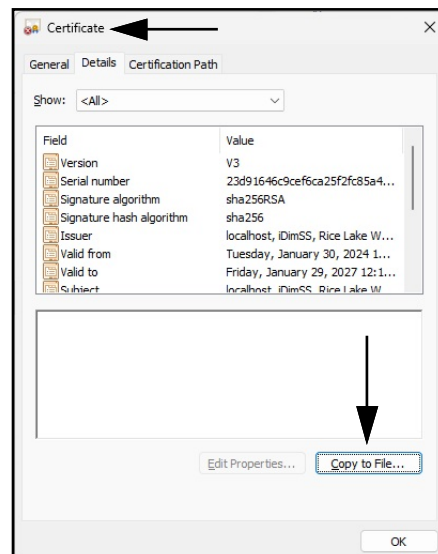 Certificate
General Details Certification Path
Show: <All>
Field Value
Version V3
Serial number 23d91646c9cef6ca25f2fc85a4...
Signature algorithm sha256RSA
Signature hash algorithm sha256
Issuer localhost, iDimSS, Rice Lake W...
Valid from Tuesday, January 30, 2024 1...
Valid to Friday, January 29, 2027 12:1...
Subject localhost, iDimSS, Rice Lake W
Edit Properties... Copy to File...
OK